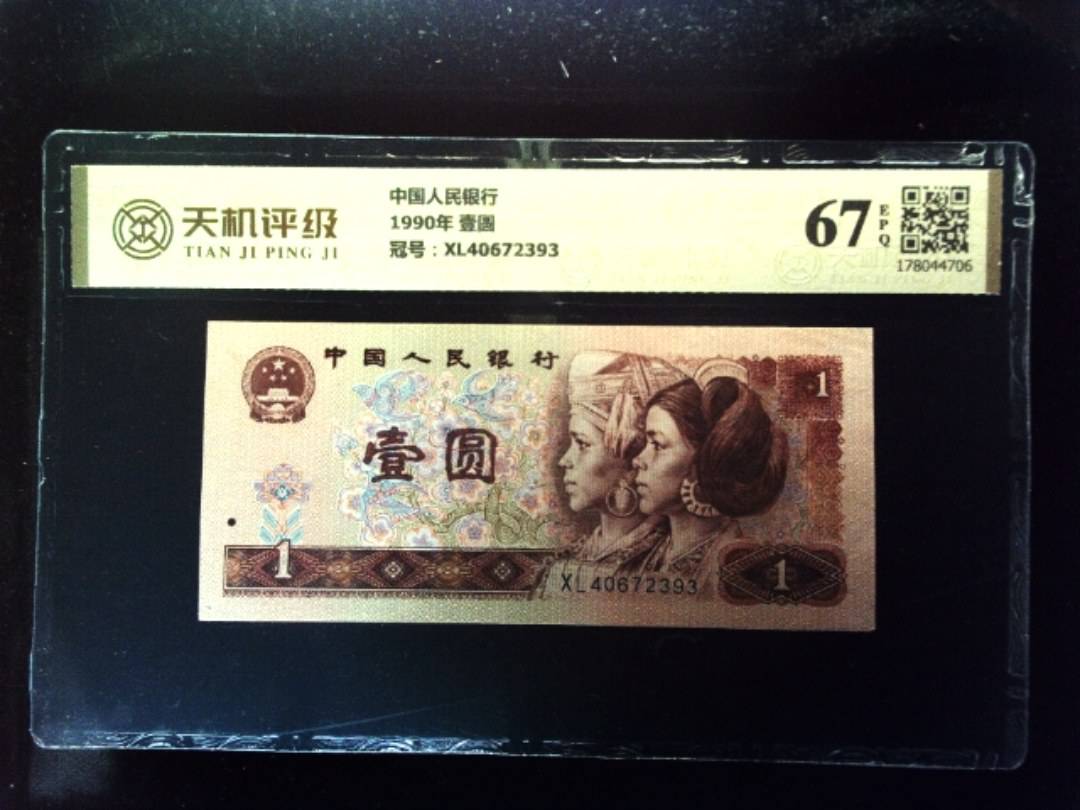 天机评级
TIAN JI PING JI
中国人民银行
1990年 壹圆
冠号：XL40672393
67
EPQ
178044706
中国人民银行
1
壹圆
1
XL40672393
1